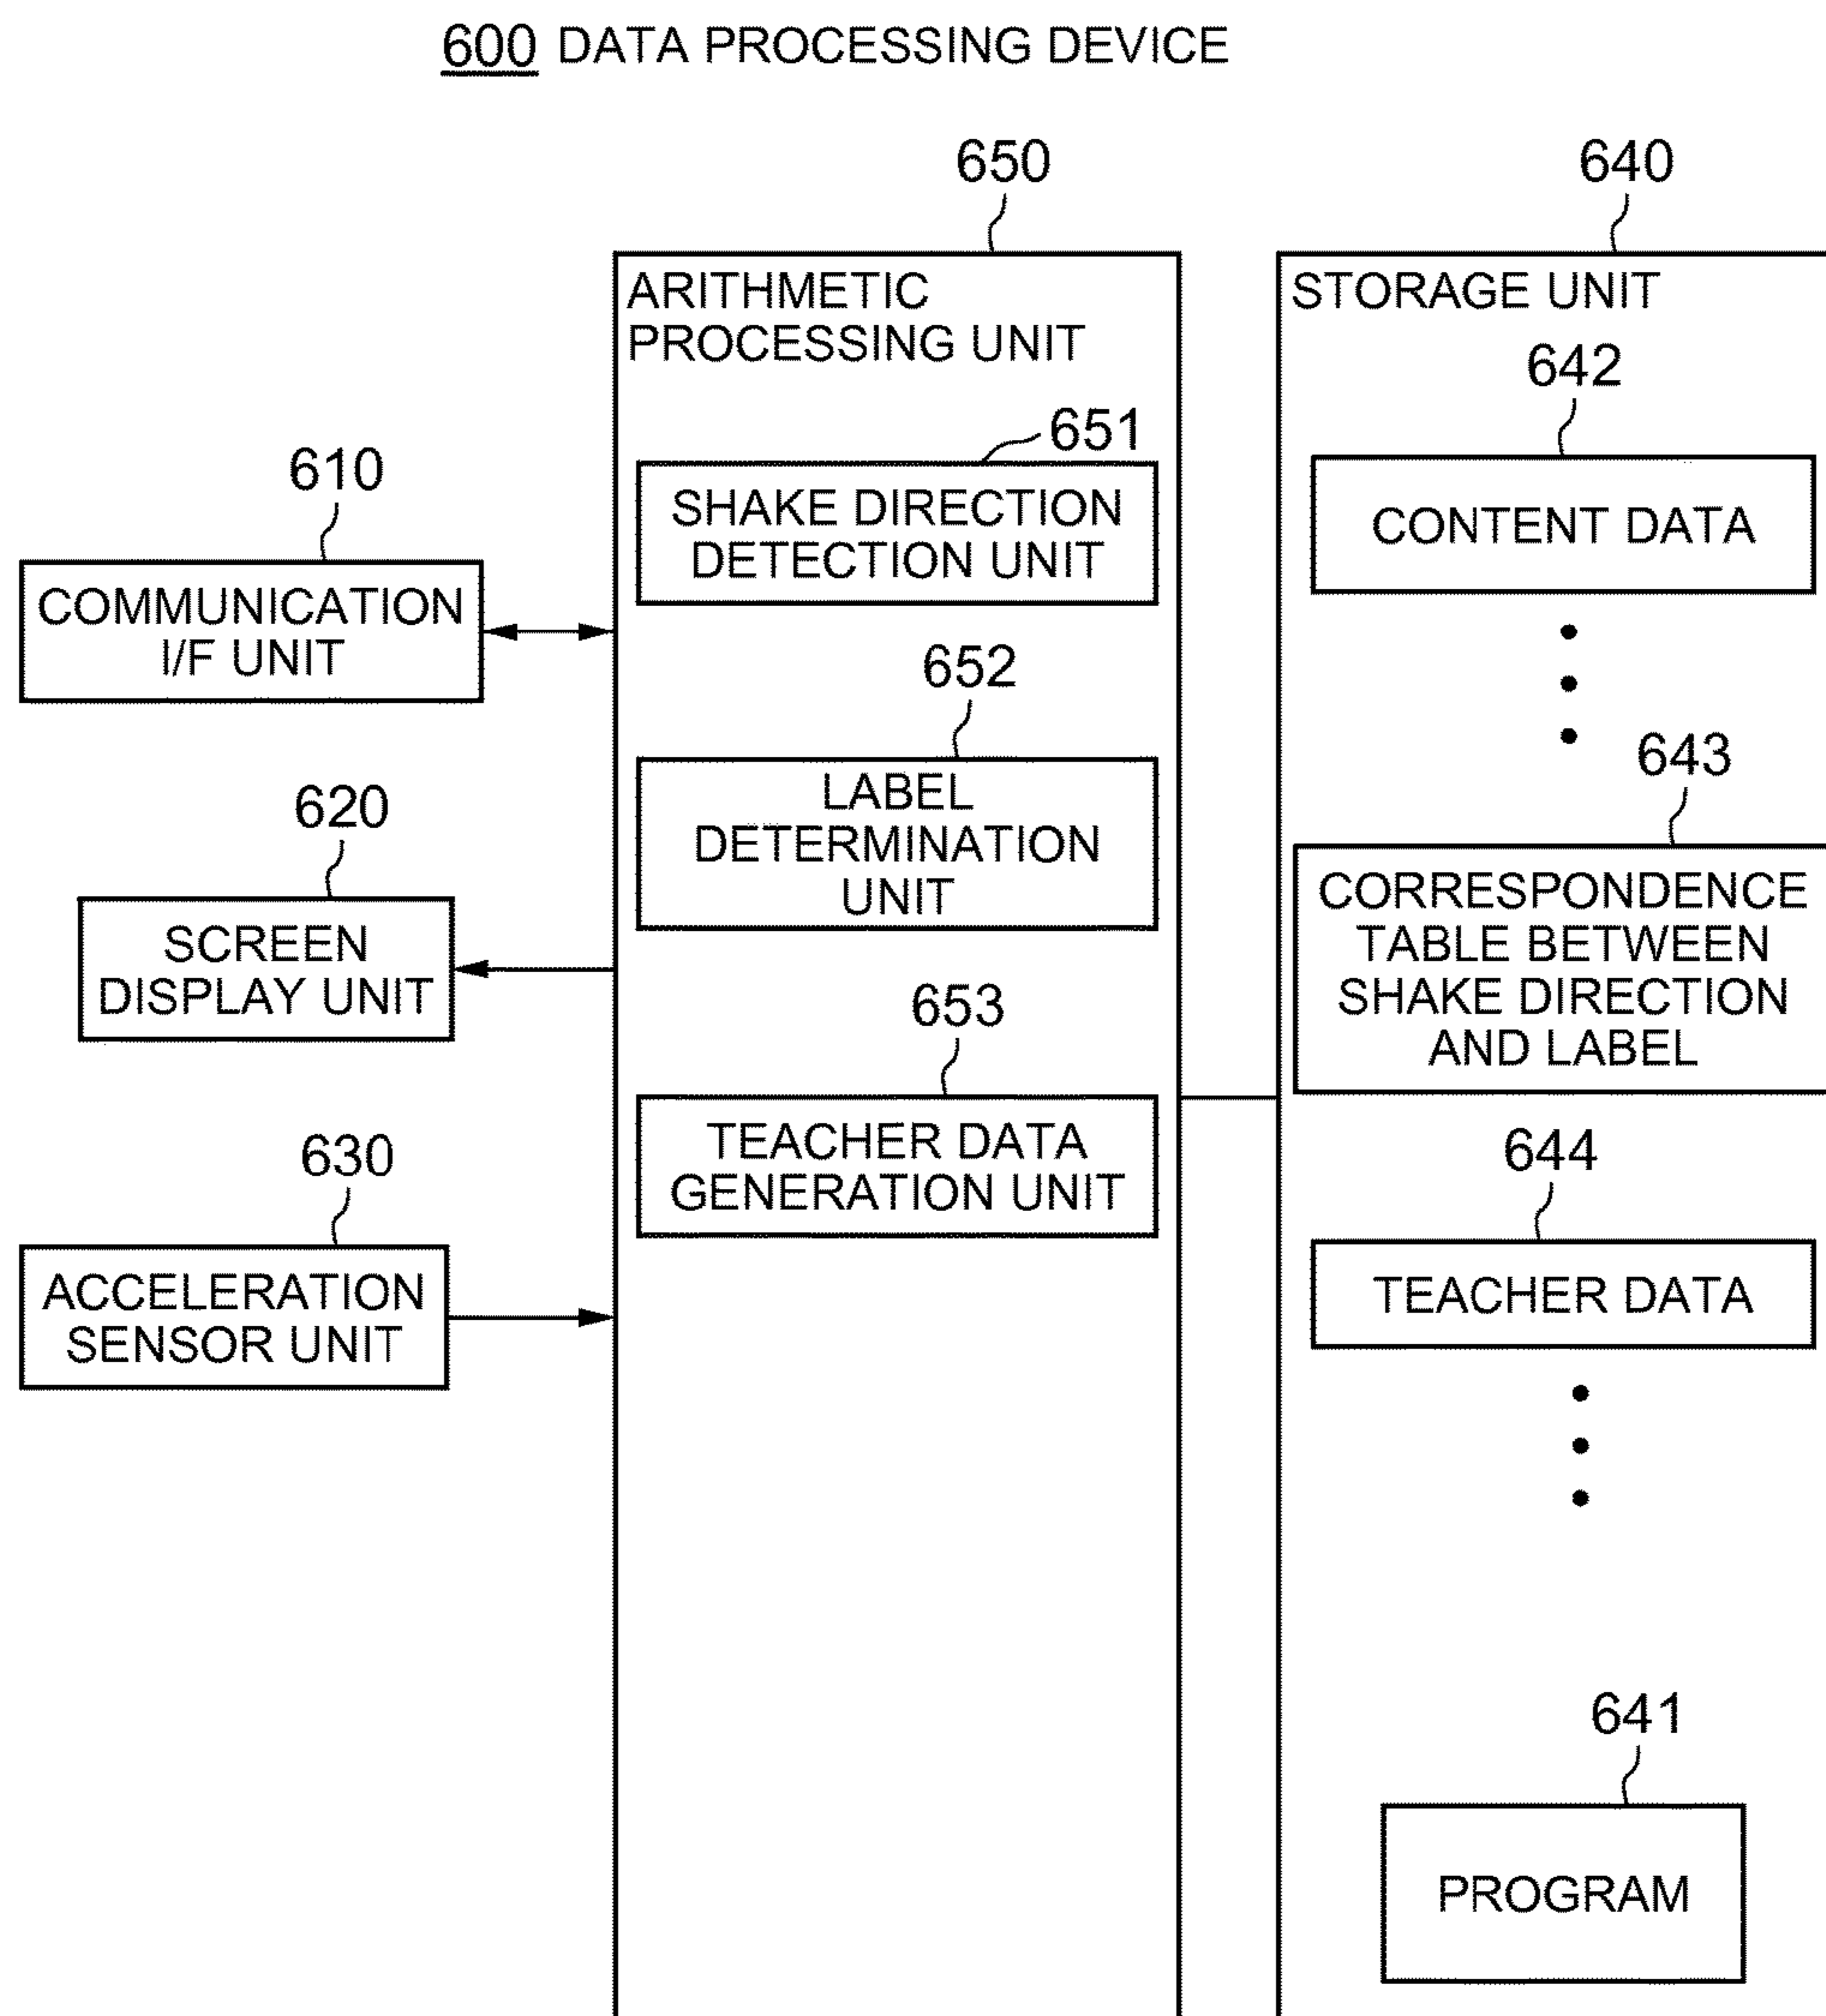 600 DATA PROCESSING DEVICE
650
640
ARITHMETIC
PROCESSING UNIT
STORAGE UNIT
642
CONTENT DATA
651
SHAKE DIRECTION
DETECTION UNIT
610
COMMUNICATION
I/F UNIT
652
LABEL
DETERMINATION
UNIT
643
CORRESPONDENCE
TABLE BETWEEN
SHAKE DIRECTION
AND LABEL
620
SCREEN
DISPLAY UNIT
653
TEACHER DATA
GENERATION UNIT
644
TEACHER DATA
630
ACCELERATION
SENSOR UNIT
641
PROGRAM